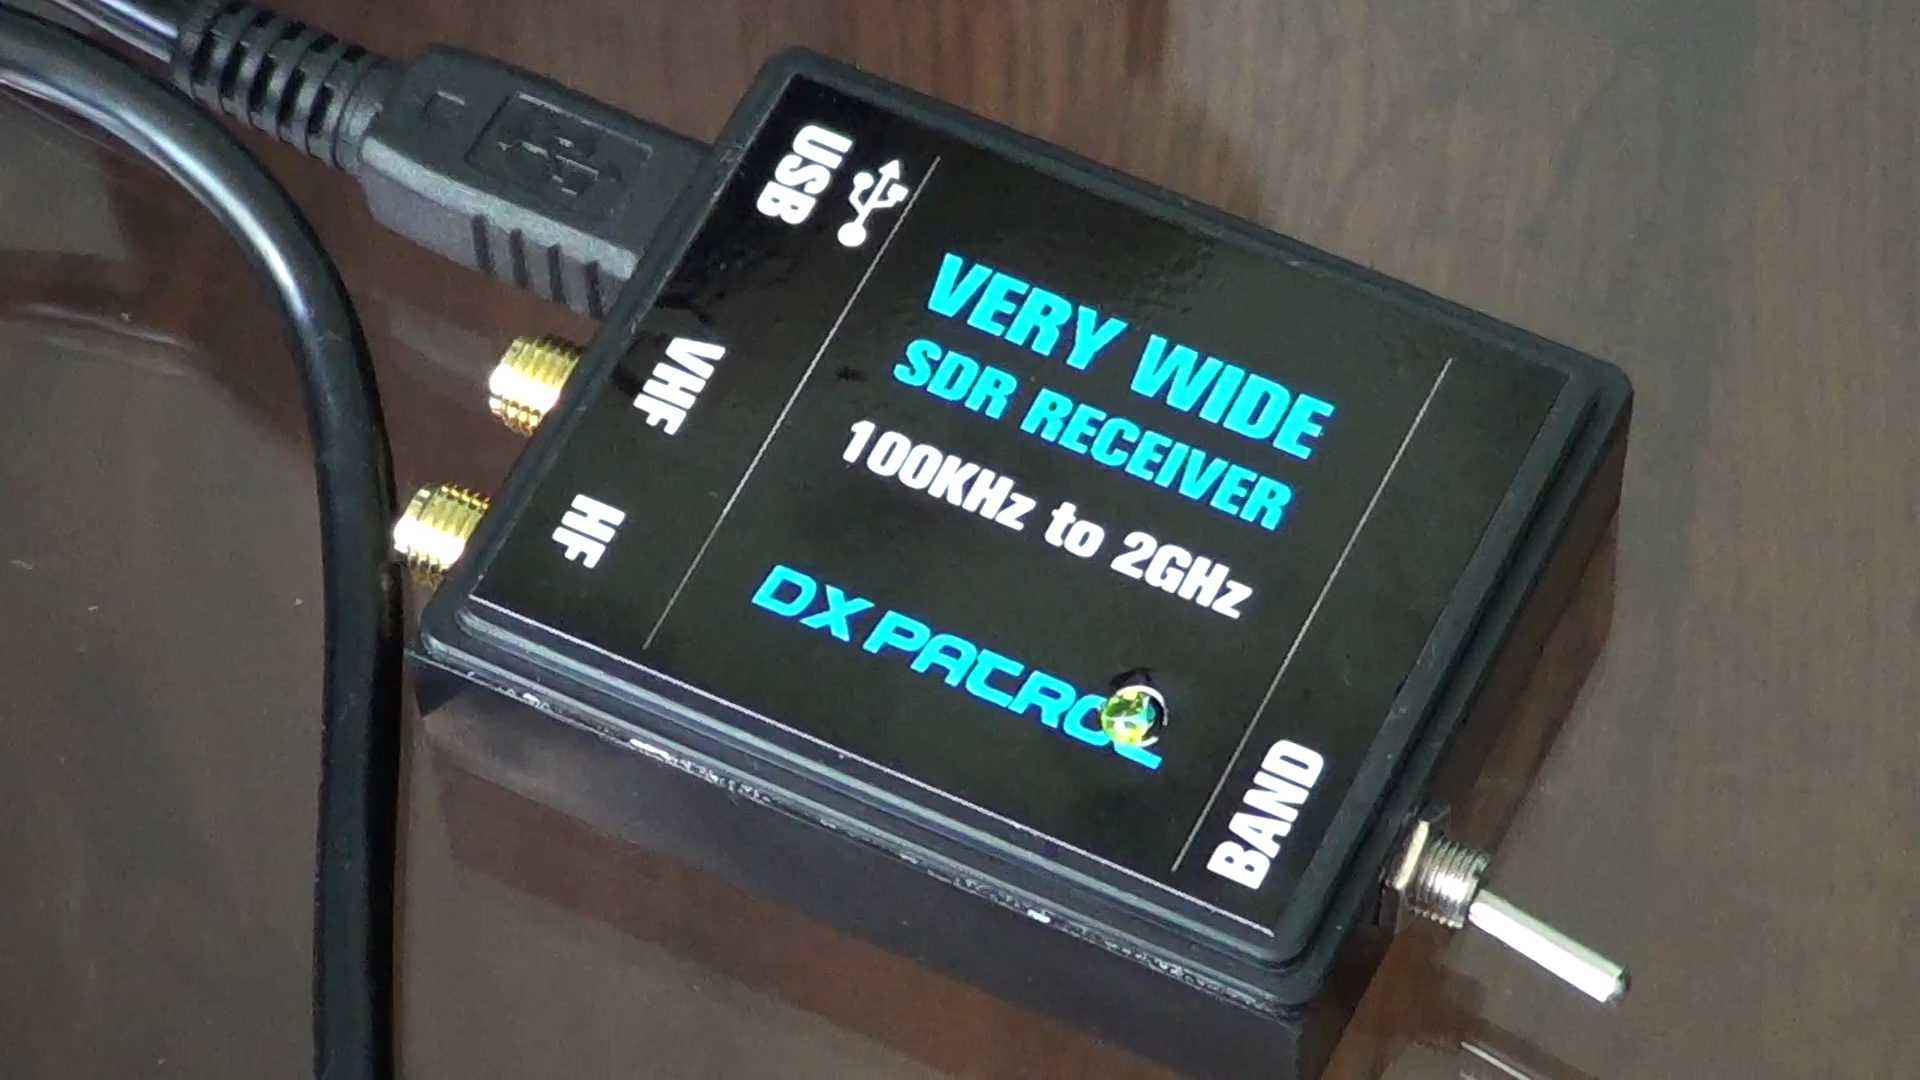 USB
VHF
HF
VERY WIDE
SDR RECEIVER
100KHz to 2GHz
DX PATROL
BAND